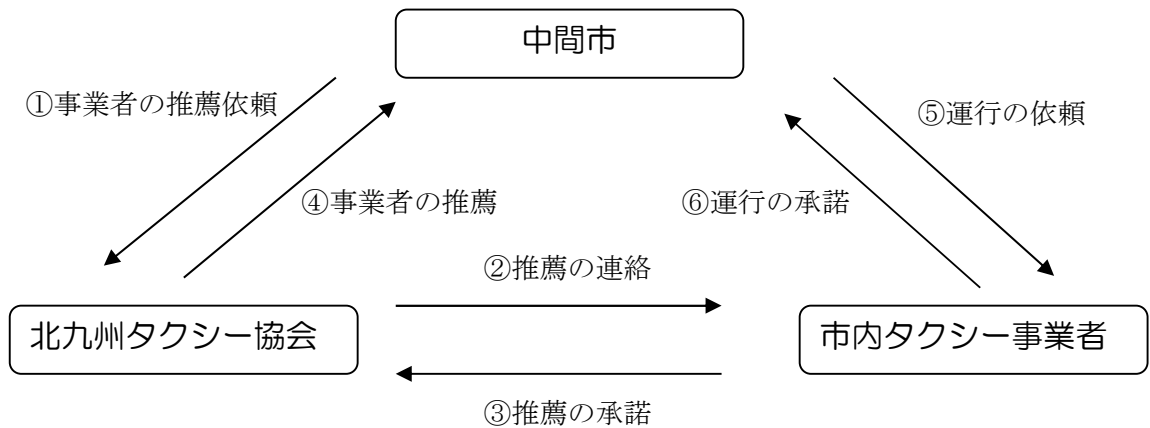 中間市
①事業者の推薦依頼
⑤運行の依頼
④事業者の推薦
⑥運行の承諾
②推薦の連絡
北九州タクシー協会
市内タクシー事業者
③推薦の承諾